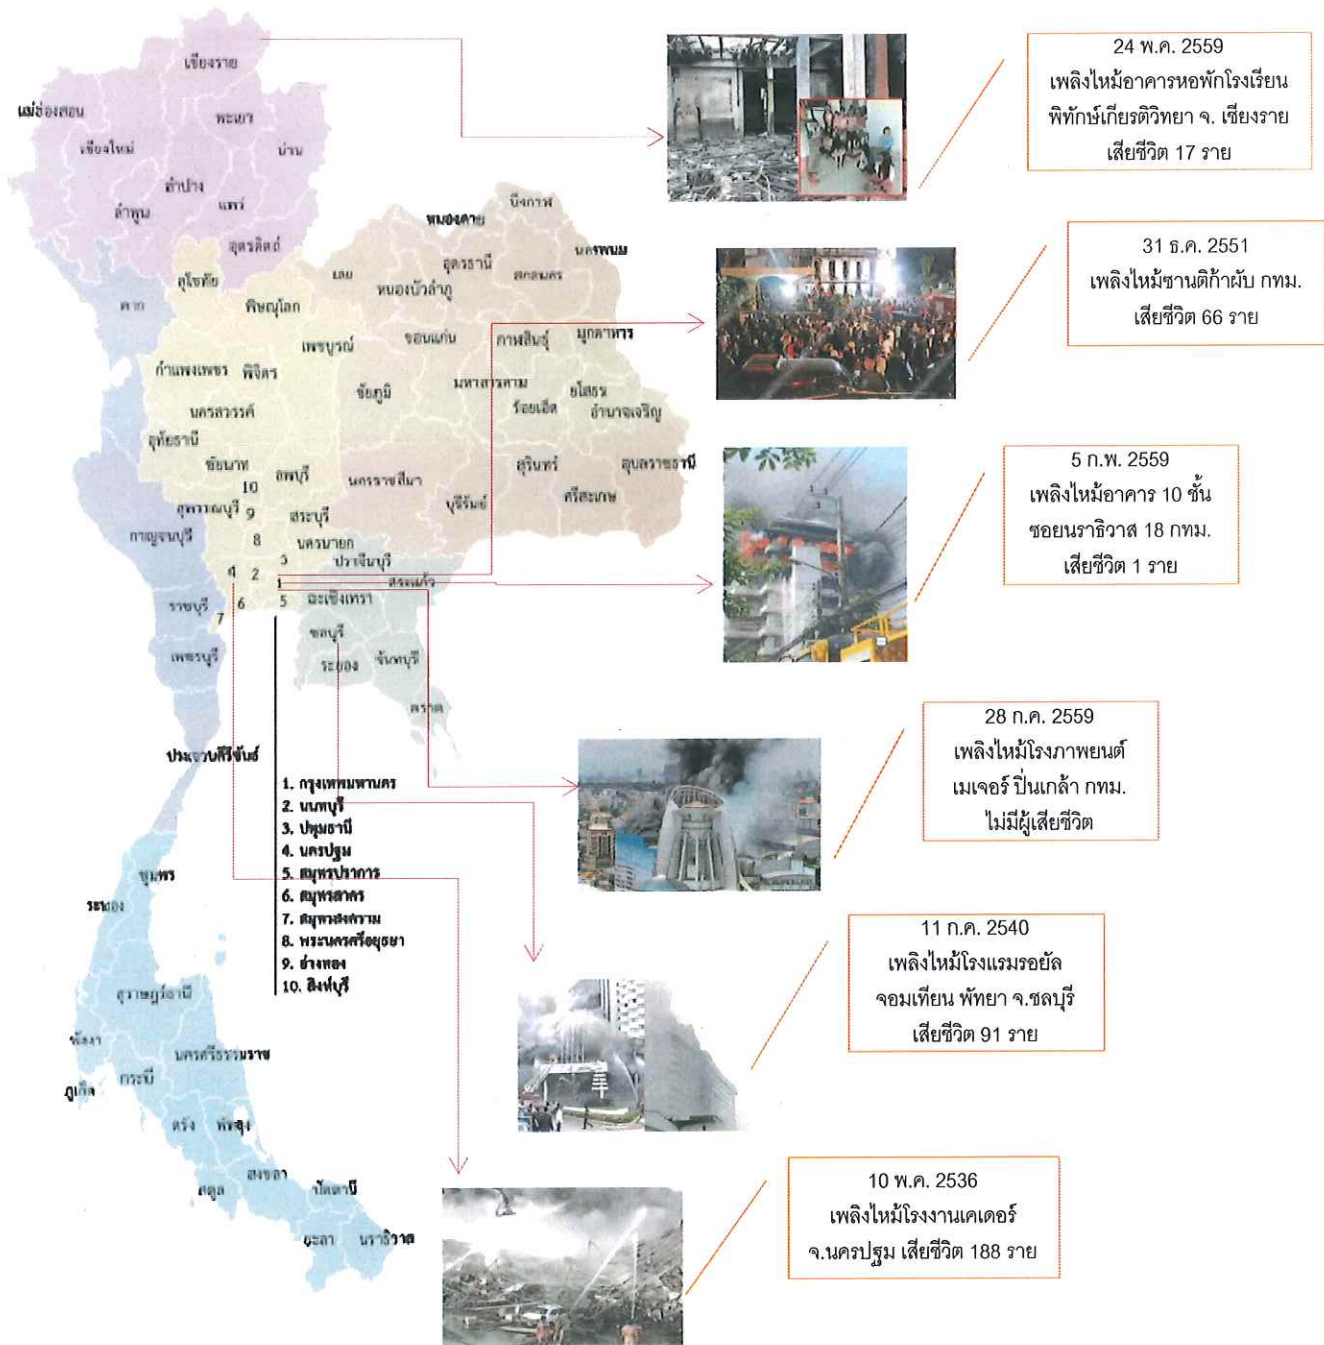 เชียงราย
แม่ฮ่องสอน
พะเยา
เชียงใหม่
น่าน
ลำปาง
ลำพูน
แพร่
อุตรดิตถ์
สุโขทัย
ตาก
พิษณุโลก
เพชรบูรณ์
กำแพงเพชร
พิจิตร
นครสวรรค์
อุทัยธานี
ชัยนาท
ลพบุรี
10
สุพรรณบุรี
9
สระบุรี
8
นครนายก
กาญจนบุรี
4
2
1
6
5
7
ราชบุรี
เพชรบุรี
ประจวบคีรีขันธ์
บึงกาฬ
หนองคาย
เลย
อุดรธานี
นครพนม
สกลนคร
หนองบัวลำภู
ขอนแก่น
กาฬสินธุ์
มุกดาหาร
ชัยภูมิ
มหาสารคาม
ยโสธร
ร้อยเอ็ด
อำนาจเจริญ
นครราชสีมา
สุรินทร์
อุบลราชธานี
บุรีรัมย์
ศรีสะเกษ
ปราจีนบุรี
สระแก้ว
ฉะเชิงเทรา
ชลบุรี
ระยอง
จันทบุรี
ตราด
1. กรุงเทพมหานคร
2. นนทบุรี
3. ปทุมธานี
4. นครปฐม
5. สมุทรปราการ
6. สมุทรสาคร
7. สมุทรสงคราม
8. พระนครศรีอยุธยา
9. อ่างทอง
10. สิงห์บุรี
ชุมพร
ระนอง
สุราษฎร์ธานี
พังงา
นครศรีธรรมราช
กระบี่
ภูเก็ต
ตรัง
พัทลุง
สงขลา
สตูล
ปัตตานี
ยะลา
นราธิวาส
24 พ.ค. 2559
เพลิงไหม้อาคารหอพักโรงเรียน
พิทักษ์เกียรติวิทยา จ. เชียงราย
เสียชีวิต 17 ราย
31 ธ.ค. 2551
เพลิงไหม้ซานติก้าผับ กทม.
เสียชีวิต 66 ราย
5 ก.พ. 2559
เพลิงไหม้อาคาร 10 ชั้น
ซอยนราธิวาส 18 กทม.
เสียชีวิต 1 ราย
28 ก.ค. 2559
เพลิงไหม้โรงภาพยนต์
เมเจอร์ ปิ่นเกล้า กทม.
ไม่มีผู้เสียชีวิต
11 ก.ค. 2540
เพลิงไหม้โรงแรมรอยัล
จอมเทียน พัทยา จ.ชลบุรี
เสียชีวิต 91 ราย
10 พ.ค. 2536
เพลิงไหม้โรงงานเคเดอร์
จ.นครปฐม เสียชีวิต 188 ราย